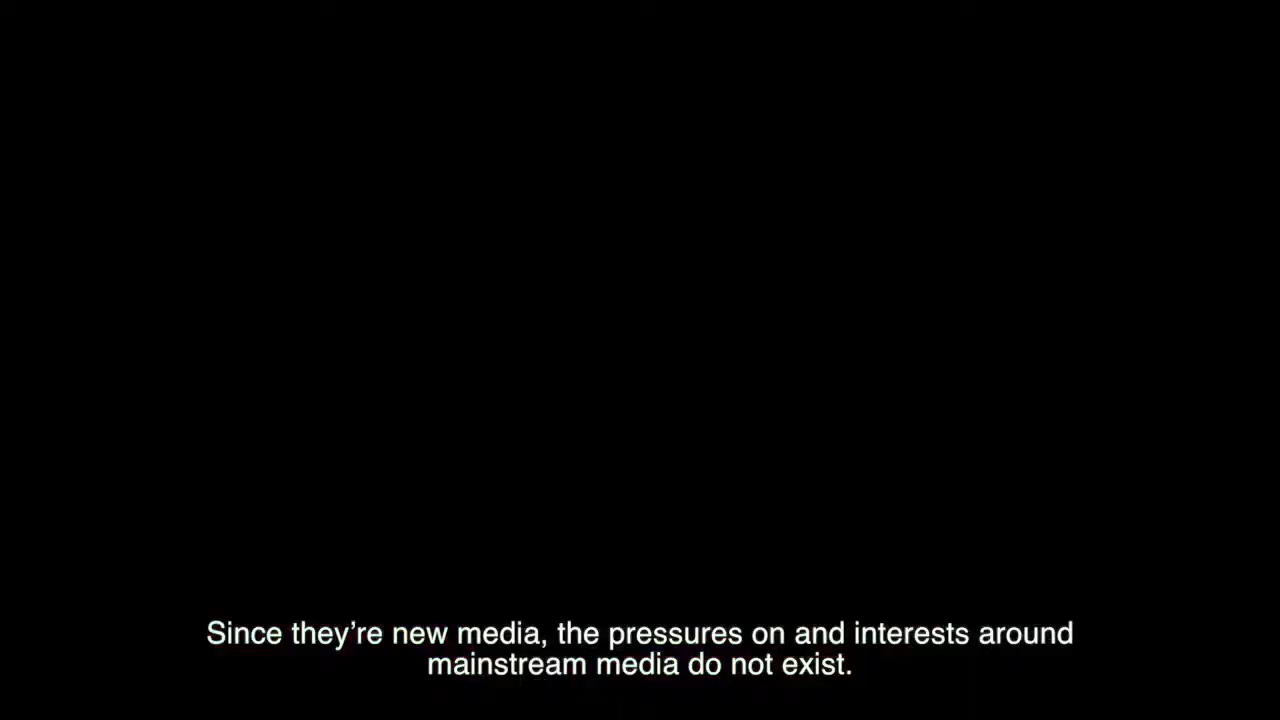 Since they’re new media, the pressures on and interests around
mainstream media do not exist.